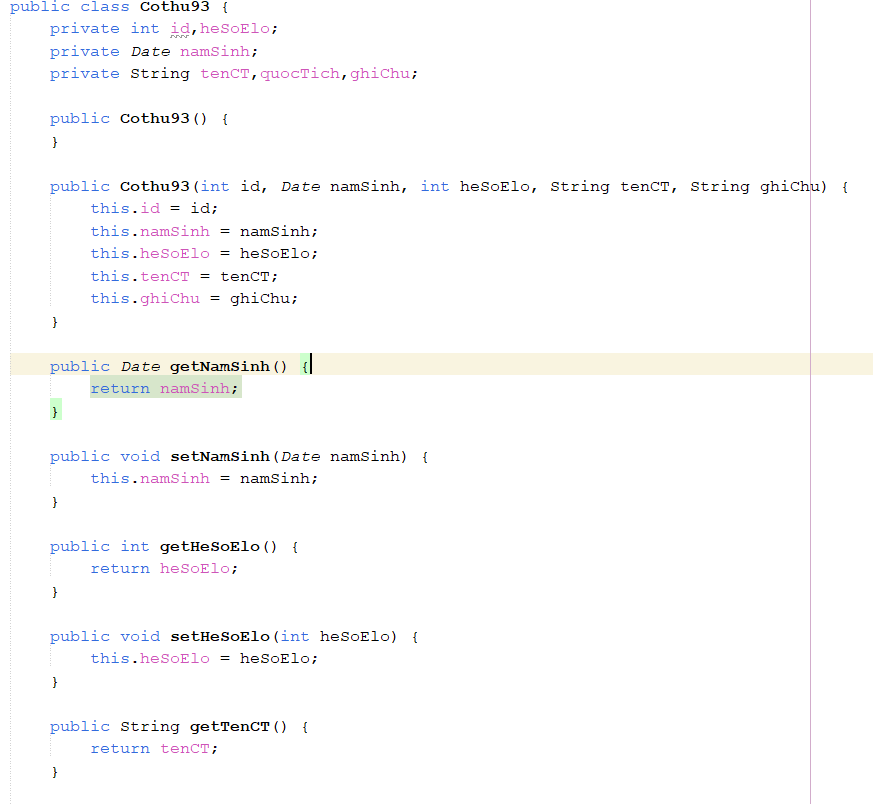 public class Cothu93 {
    private int id,heSoElo;
    private Date namSinh;
    private String tenCT,quocTich,ghiChu;
    public Cothu93() {
    }
    public Cothu93(int id, Date namSinh, int heSoElo, String tenCT, String ghiChu) {
        this.id = id;
        this.namSinh = namSinh;
        this.heSoElo = heSoElo;
        this.tenCT = tenCT;
        this.ghiChu = ghiChu;
    }
    public Date getNamSinh() {
        return namSinh;
    }
    public void setNamSinh(Date namSinh) {
        this.namSinh = namSinh;
    }
    public int getHeSoElo() {
        return heSoElo;
    }
    public void setHeSoElo(int heSoElo) {
        this.heSoElo = heSoElo;
    }
    public String getTenCT() {
        return tenCT;
    }